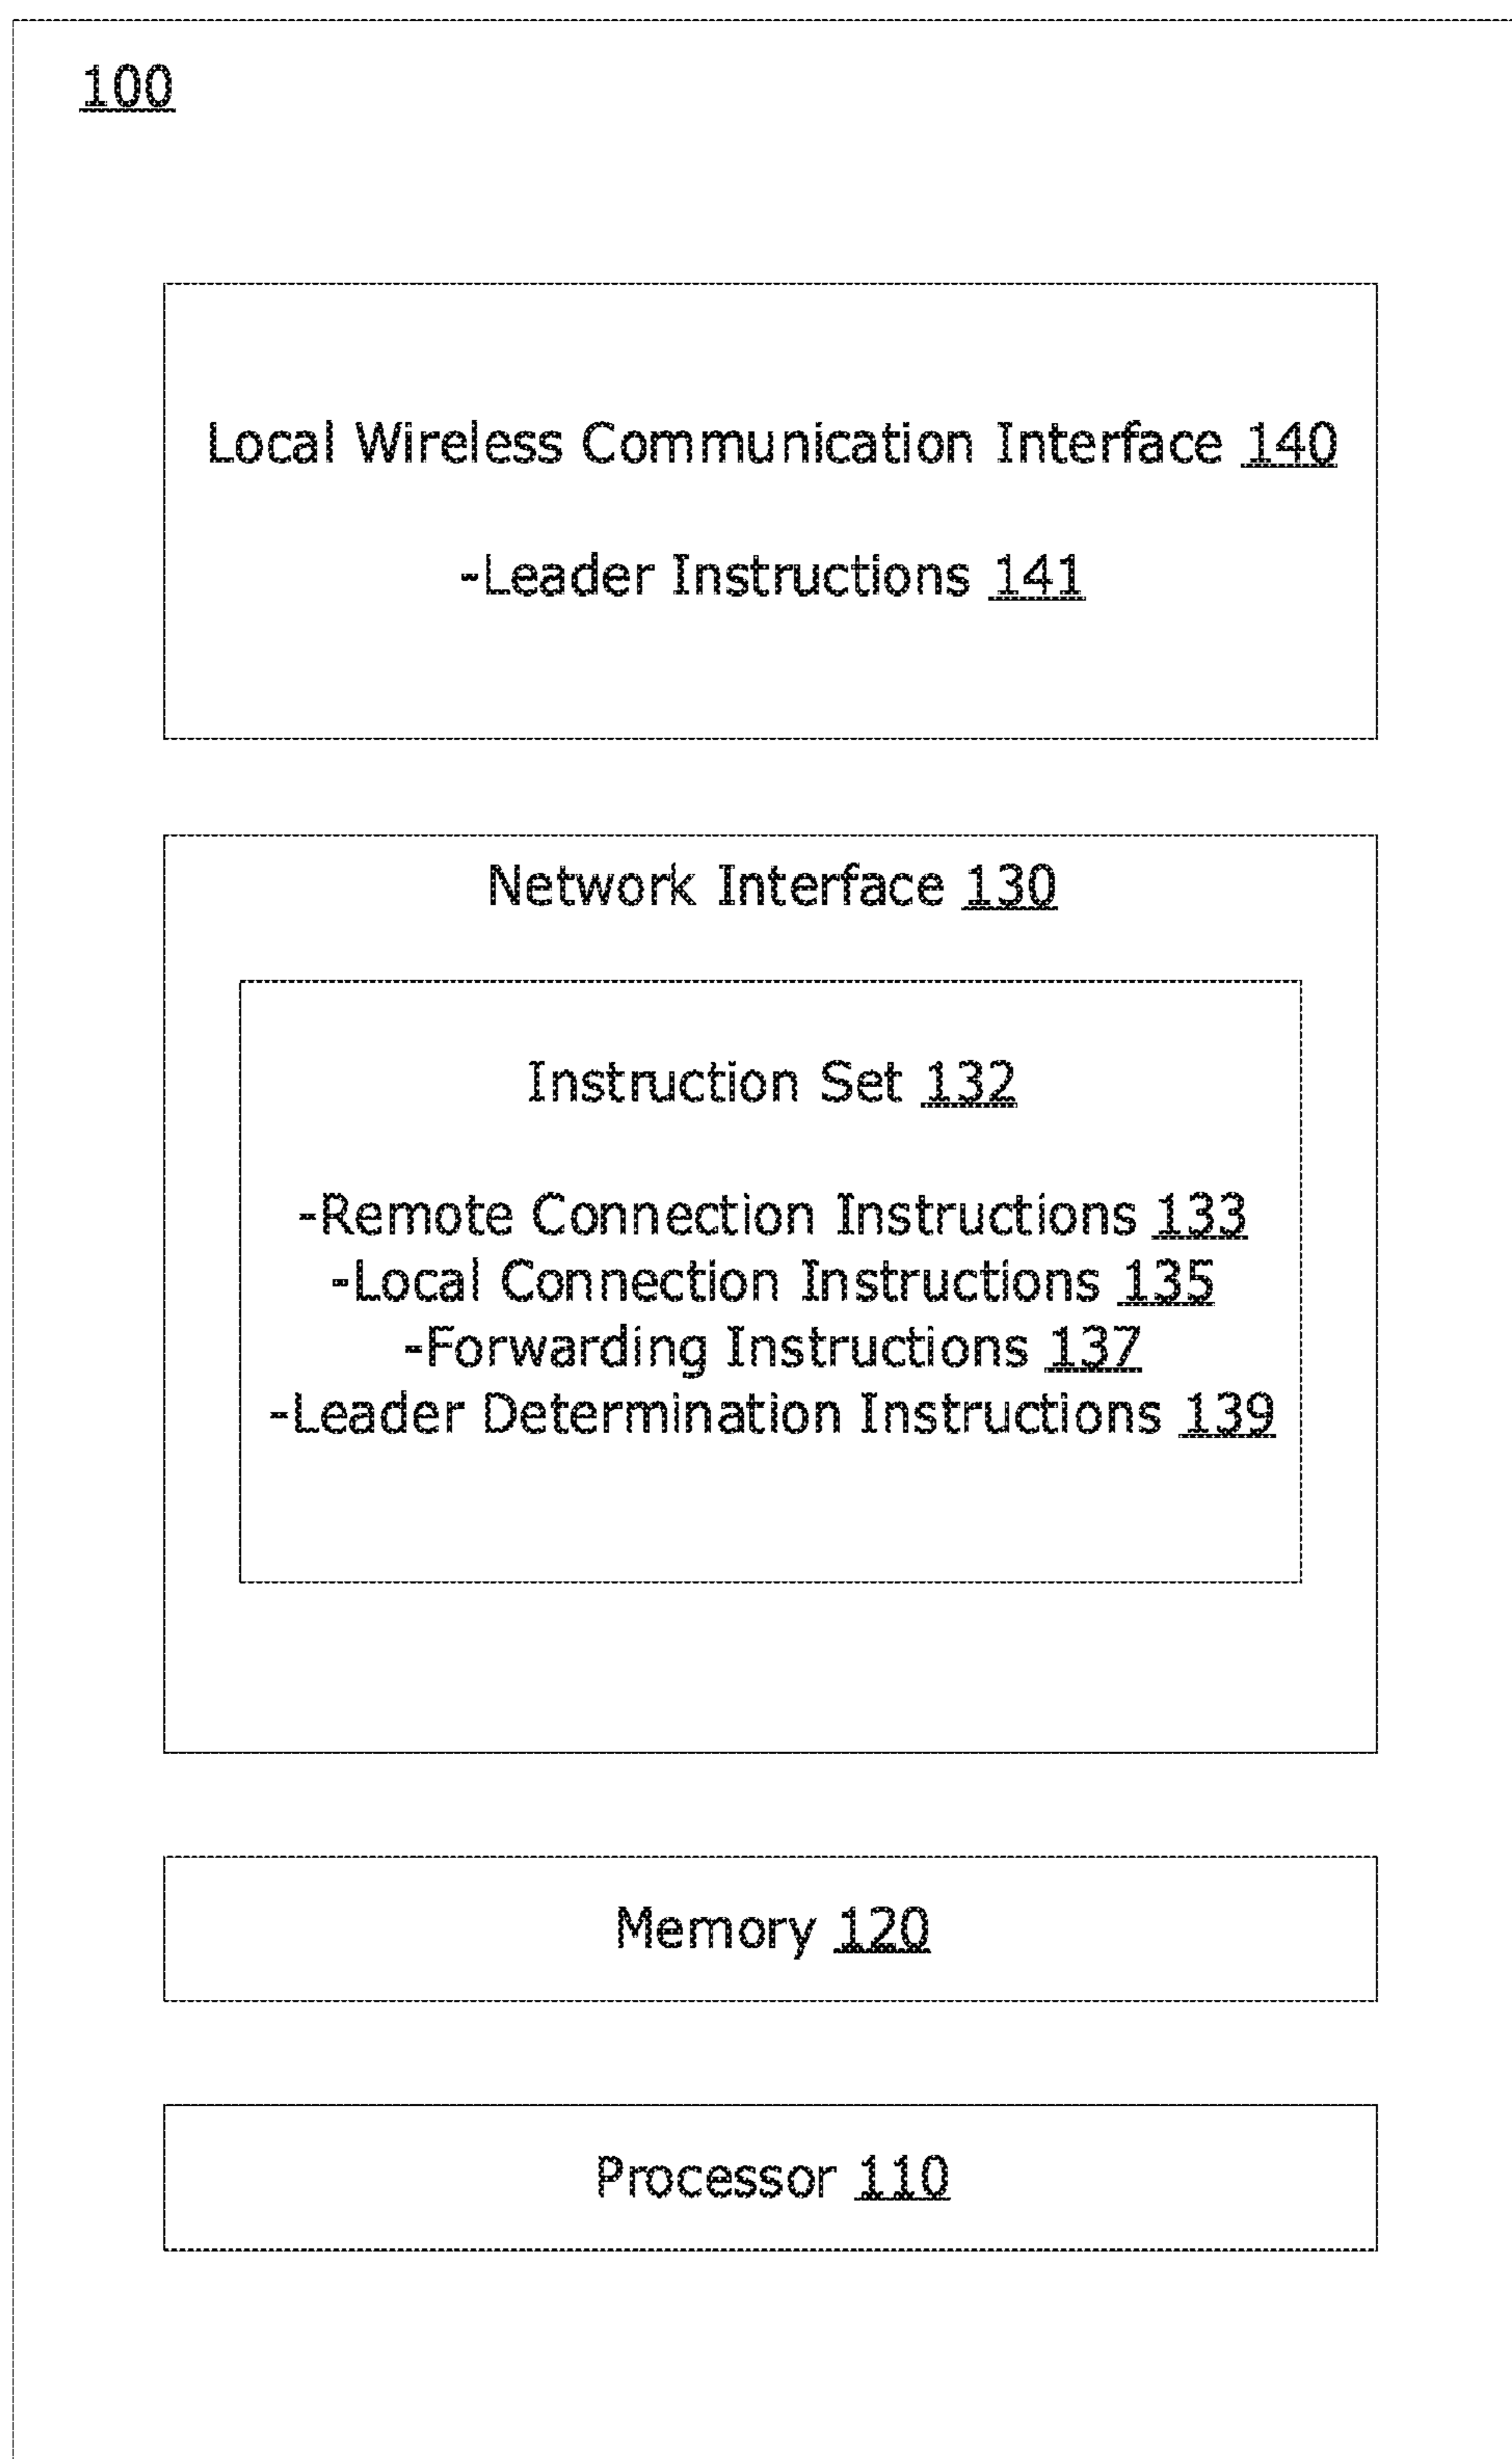 100
Local Wireless Communication Interface 140
-Leader Instructions 141
Network Interface 130
Instruction Set 132
-Remote Connection Instructions 133
-Local Connection Instructions 135
-Forwarding Instructions 137
-Leader Determination Instructions 139
Memory 120
Processor 110